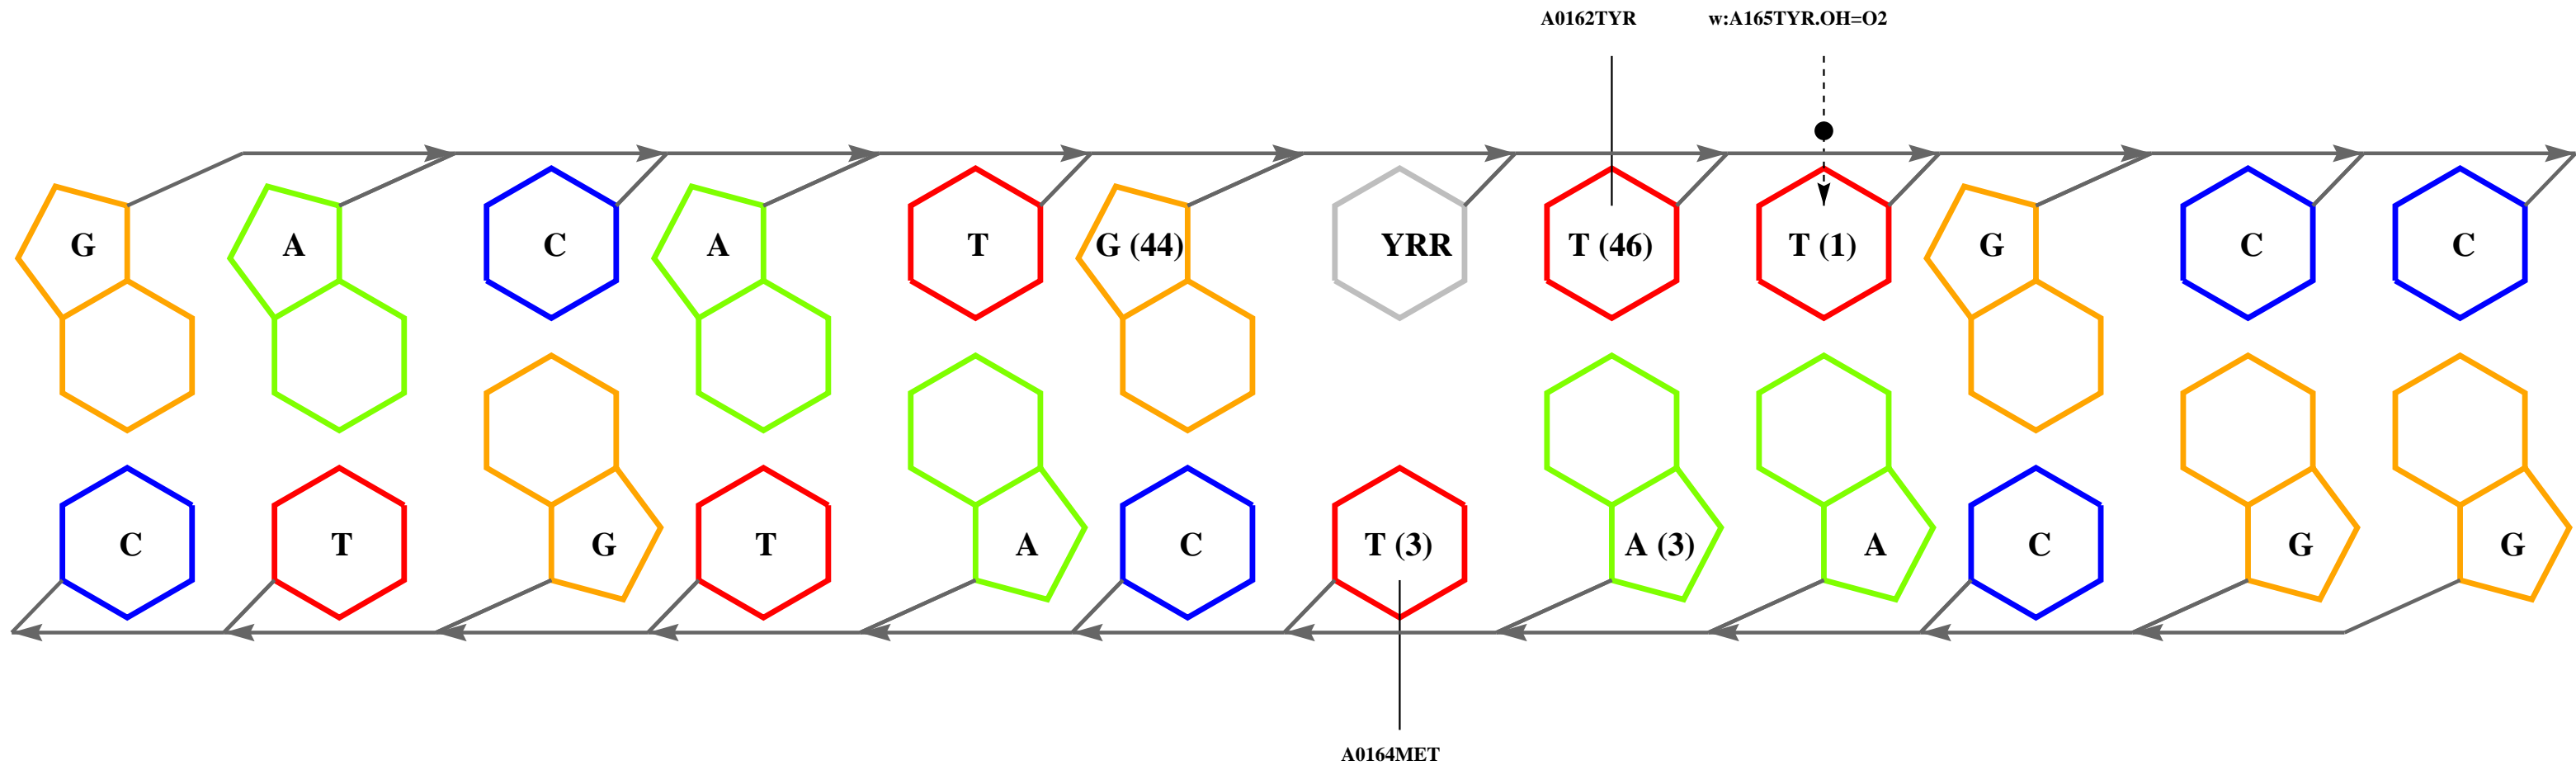 A0162TYR w:A165TYR.OH=O2
G A C A T G (44) YRR T (46) T (1) G C C
C T G T A C T (3) A (3) A C G G
A0164MET